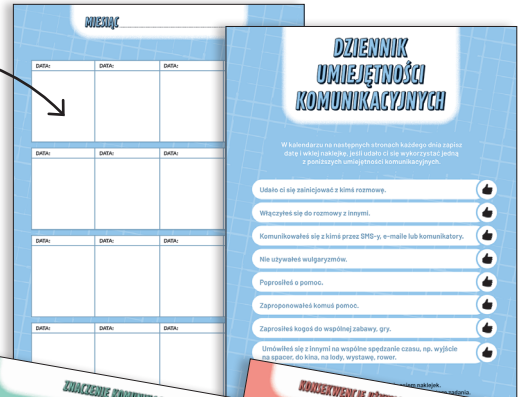 MIESIĄC
DATA: DATA: DATA:
DATA: DATA: DATA:
DATA: DATA: DATA:
DATA: DATA: DATA:
DZIENNIK
UMIEJĘTNOŚCI
KOMUNIKACYJNYCH
W kalendarzu na następnych stronach każdego dnia zapisz
datę i wklej naklejkę, jeśli udało ci się wykorzystać jedną
z poniższych umiejętności komunikacyjnych.
Udało ci się zainicjować z kimś rozmowę.
Włączyłeś się do rozmowy z innymi.
Komunikowałeś się z kimś przez SMS-y, e-maile lub komunikatory.
Nie używałeś wulgaryzmów.
Poprosiłeś o pomoc.
Zaproponowałeś komuś pomoc.
Zaprosiłeś kogoś do wspólnej zabawy, gry.
Umówiłeś się z innymi na wspólne spędzanie czasu, np. wyjście
na spacer, do kina, na lody, wystawę, rower.
naklejek.
zadania.
ZNACZENIE
KONSEKWENCJE